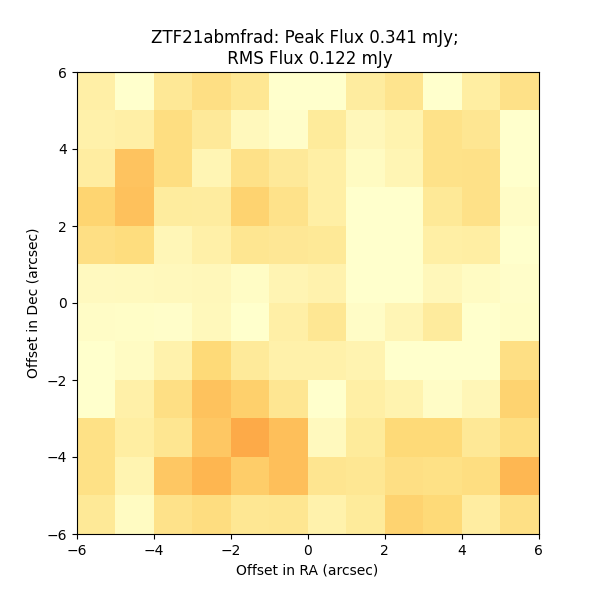 ZTF21abmfrad: Peak Flux 0.341 mJy;
RMS Flux 0.122 mJy
6
4
2
0
−2
−4
−6
Offset in Dec (arcsec)
−6 −4 −2 0 2 4 6
Offset in RA (arcsec)